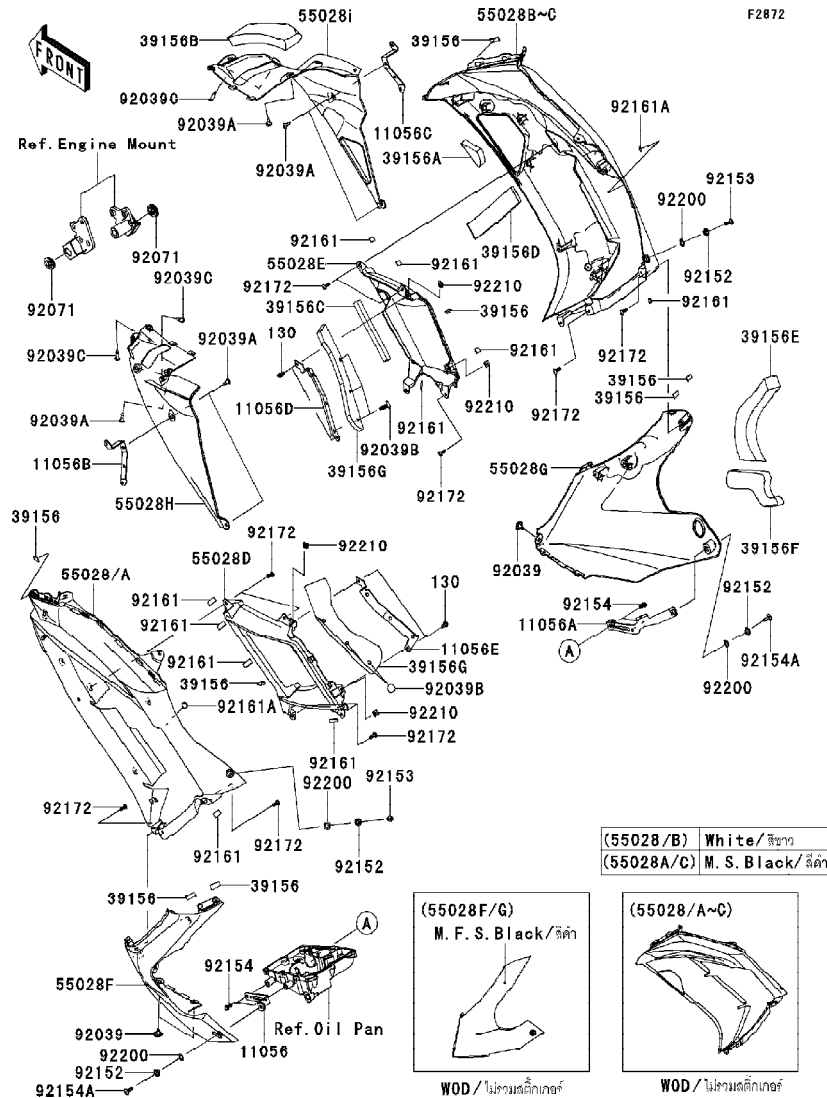 55028i
55028B~C
F2872
39156B
39156
FRONT
92039C
92161A
92039A
11056C
92039A
39156A
Ref.Engine Mount
92153
92200
92161
39156D
92071
55028E
92161
92152
92039C
92172
92210
92071
39156C
39156
92161
130
92172
39156E
92039C
92039A
92161
39156
11056D
92210
92172
39156
92039A
92161
92039B
11056B
39156G
55028G
92172
55028H
39156
92172
92210
92039
39156F
55028D
55028/A
130
92161
92154
92152
92161
11056A
11056E
A
92161
39156G
92154A
39156
92039B
92200
92161A
92210
92172
92161
92200
92153
92172
92161
92172
92152
(55028/B) White/สีขาว
(55028A/C) M.S.Black/สีดำ
39156
39156
(55028F/G)
(55028/A~C)
A
M.F.S.Black/สีดำ
92154
55028F
92039
Ref.Oil Pan
11056
92200
92152
92154A
WOD/ไม่รวมสติ๊กเกอร์
WOD/ไม่รวมสติ๊กเกอร์